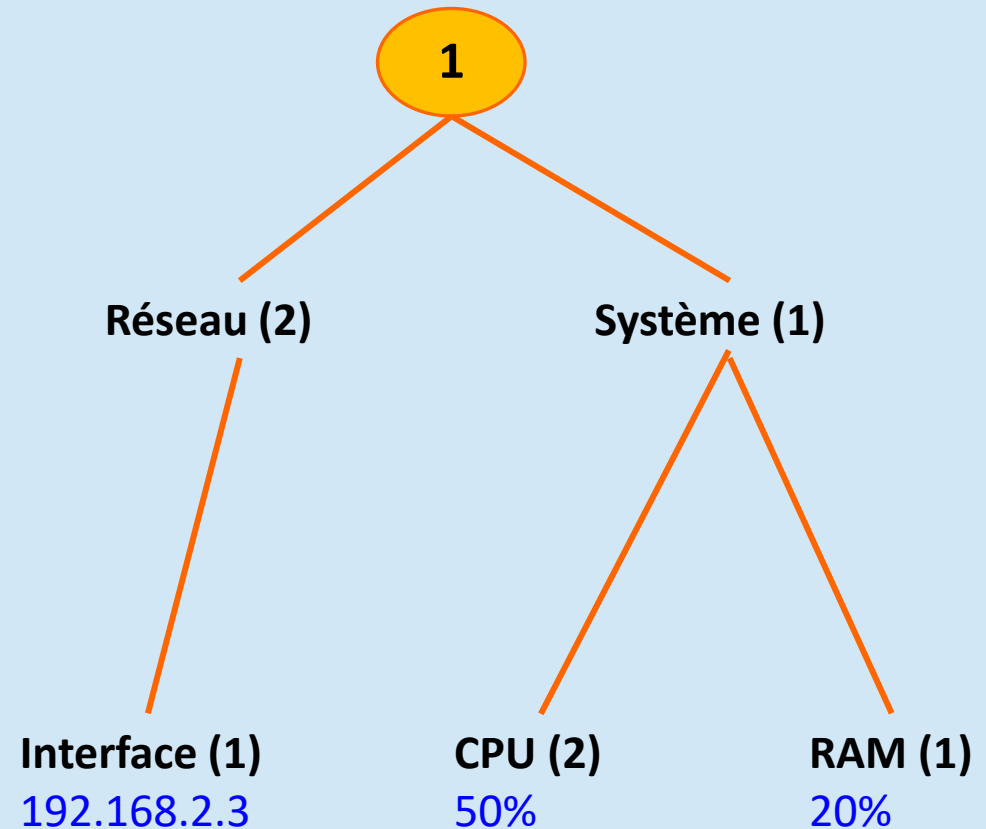 1
Réseau (2)
Système (1)
Interface (1)
192.168.2.3
CPU (2)
50%
RAM (1)
20%